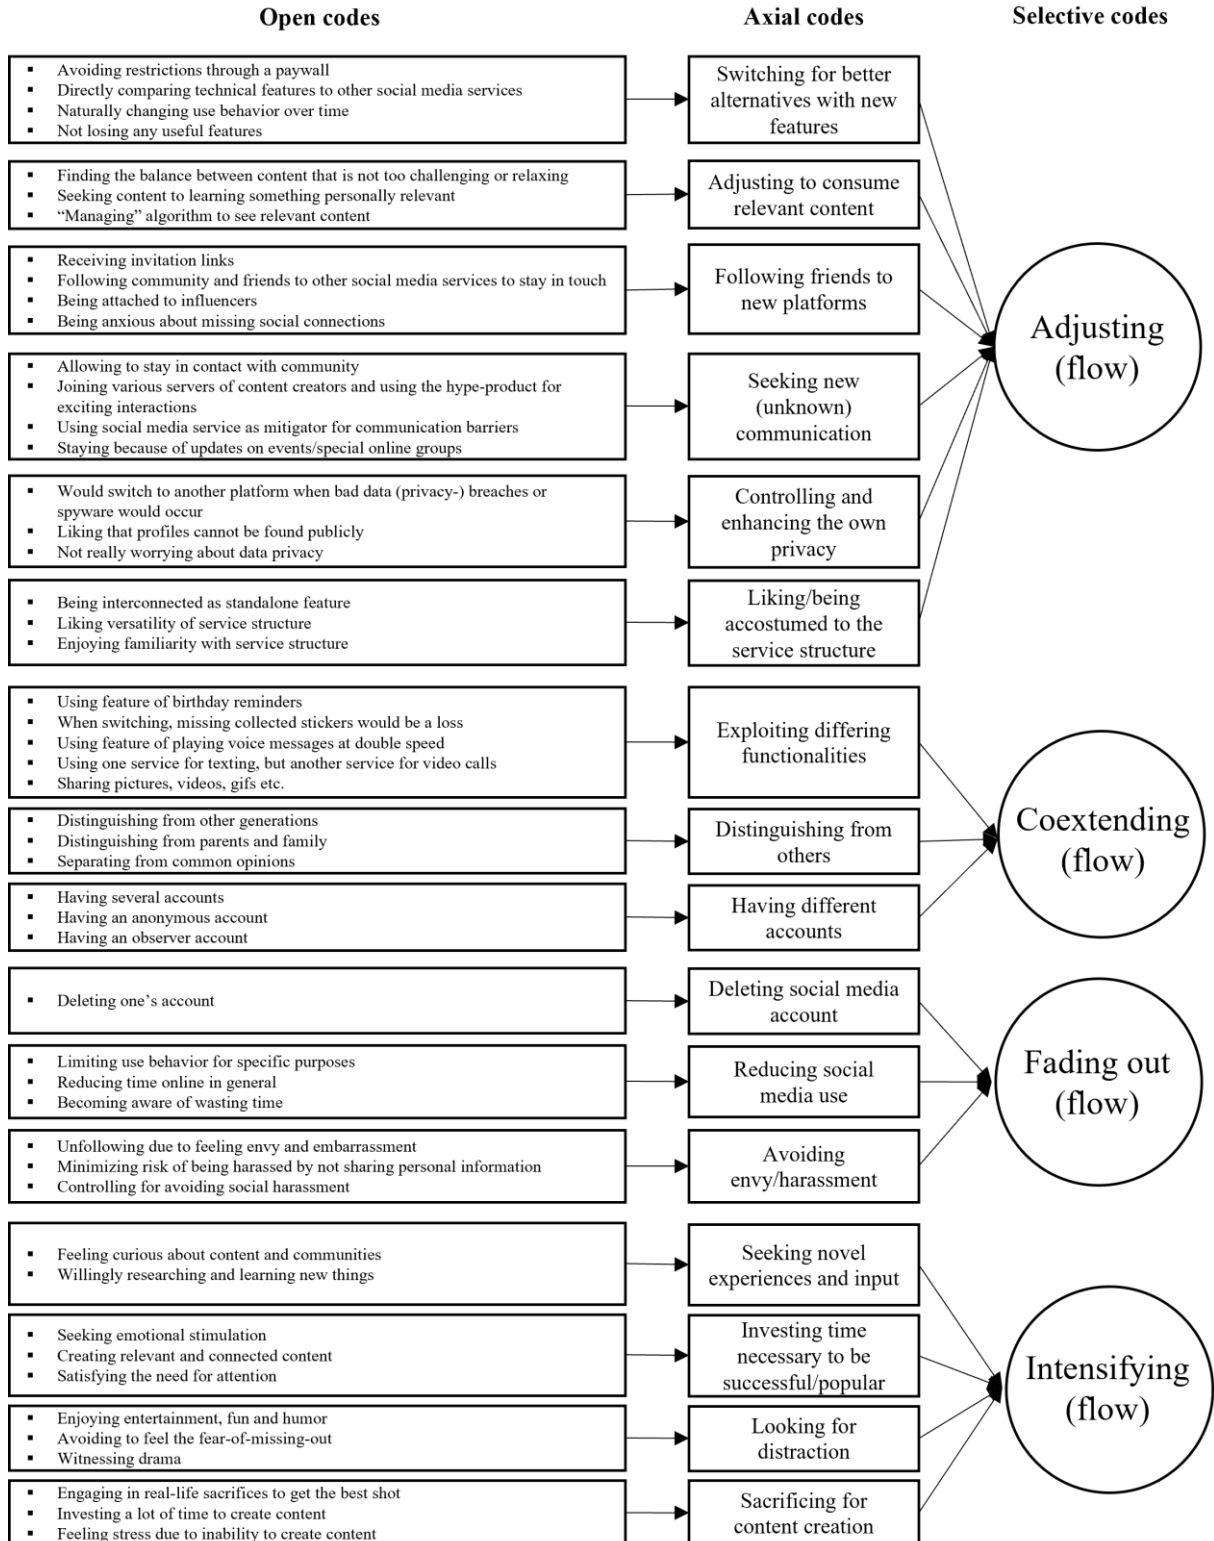 Open codes
Axial codes
Selective codes
▪ Avoiding restrictions through a paywall
▪ Directly comparing technical features to other social media services
▪ Naturally changing use behavior over time
▪ Not losing any useful features
Switching for better
alternatives with new
features
▪ Finding the balance between content that is not too challenging or relaxing
▪ Seeking content to learning something personally relevant
▪ “Managing” algorithm to see relevant content
Adjusting to consume
relevant content
▪ Receiving invitation links
▪ Following community and friends to other social media services to stay in touch
▪ Being attached to influencers
▪ Being anxious about missing social connections
Following friends to
new platforms
▪ Allowing to stay in contact with community
▪ Joining various servers of content creators and using the hype-product for
exciting interactions
▪ Using social media service as mitigator for communication barriers
▪ Staying because of updates on events/special online groups
Seeking new
(unknown)
communication
▪ Would switch to another platform when bad data (privacy-) breaches or
spyware would occur
▪ Liking that profiles cannot be found publicly
▪ Not really worrying about data privacy
Controlling and
enhancing the own
privacy
▪ Being interconnected as standalone feature
▪ Liking versatility of service structure
▪ Enjoying familiarity with service structure
Liking/being
accostumed to the
service structure
Adjusting
(flow)
▪ Using feature of birthday reminders
▪ When switching, missing collected stickers would be a loss
▪ Using feature of playing voice messages at double speed
▪ Using one service for texting, but another service for video calls
▪ Sharing pictures, videos, gifs etc.
Exploiting differing
functionalities
▪ Distinguishing from other generations
▪ Distinguishing from parents and family
▪ Separating from common opinions
Distinguishing from
others
▪ Having several accounts
▪ Having an anonymous account
▪ Having an observer account
Having different
accounts
Coextending
(flow)
▪ Deleting one’s account
Deleting social media
account
▪ Limiting use behavior for specific purposes
▪ Reducing time online in general
▪ Becoming aware of wasting time
Reducing social
media use
▪ Unfollowing due to feeling envy and embarrassment
▪ Minimizing risk of being harassed by not sharing personal information
▪ Controlling for avoiding social harassment
Avoiding
envy/harassment
Fading out
(flow)
▪ Feeling curious about content and communities
▪ Willingly researching and learning new things
Seeking novel
experiences and input
▪ Seeking emotional stimulation
▪ Creating relevant and connected content
▪ Satisfying the need for attention
Investing time
necessary to be
successful/popular
▪ Enjoying entertainment, fun and humor
▪ Avoiding to feel the fear-of-missing-out
▪ Witnessing drama
Looking for
distraction
▪ Engaging in real-life sacrifices to get the best shot
▪ Investing a lot of time to create content
▪ Feeling stress due to inability to create content
Sacrificing for
content creation
Intensifying
(flow)